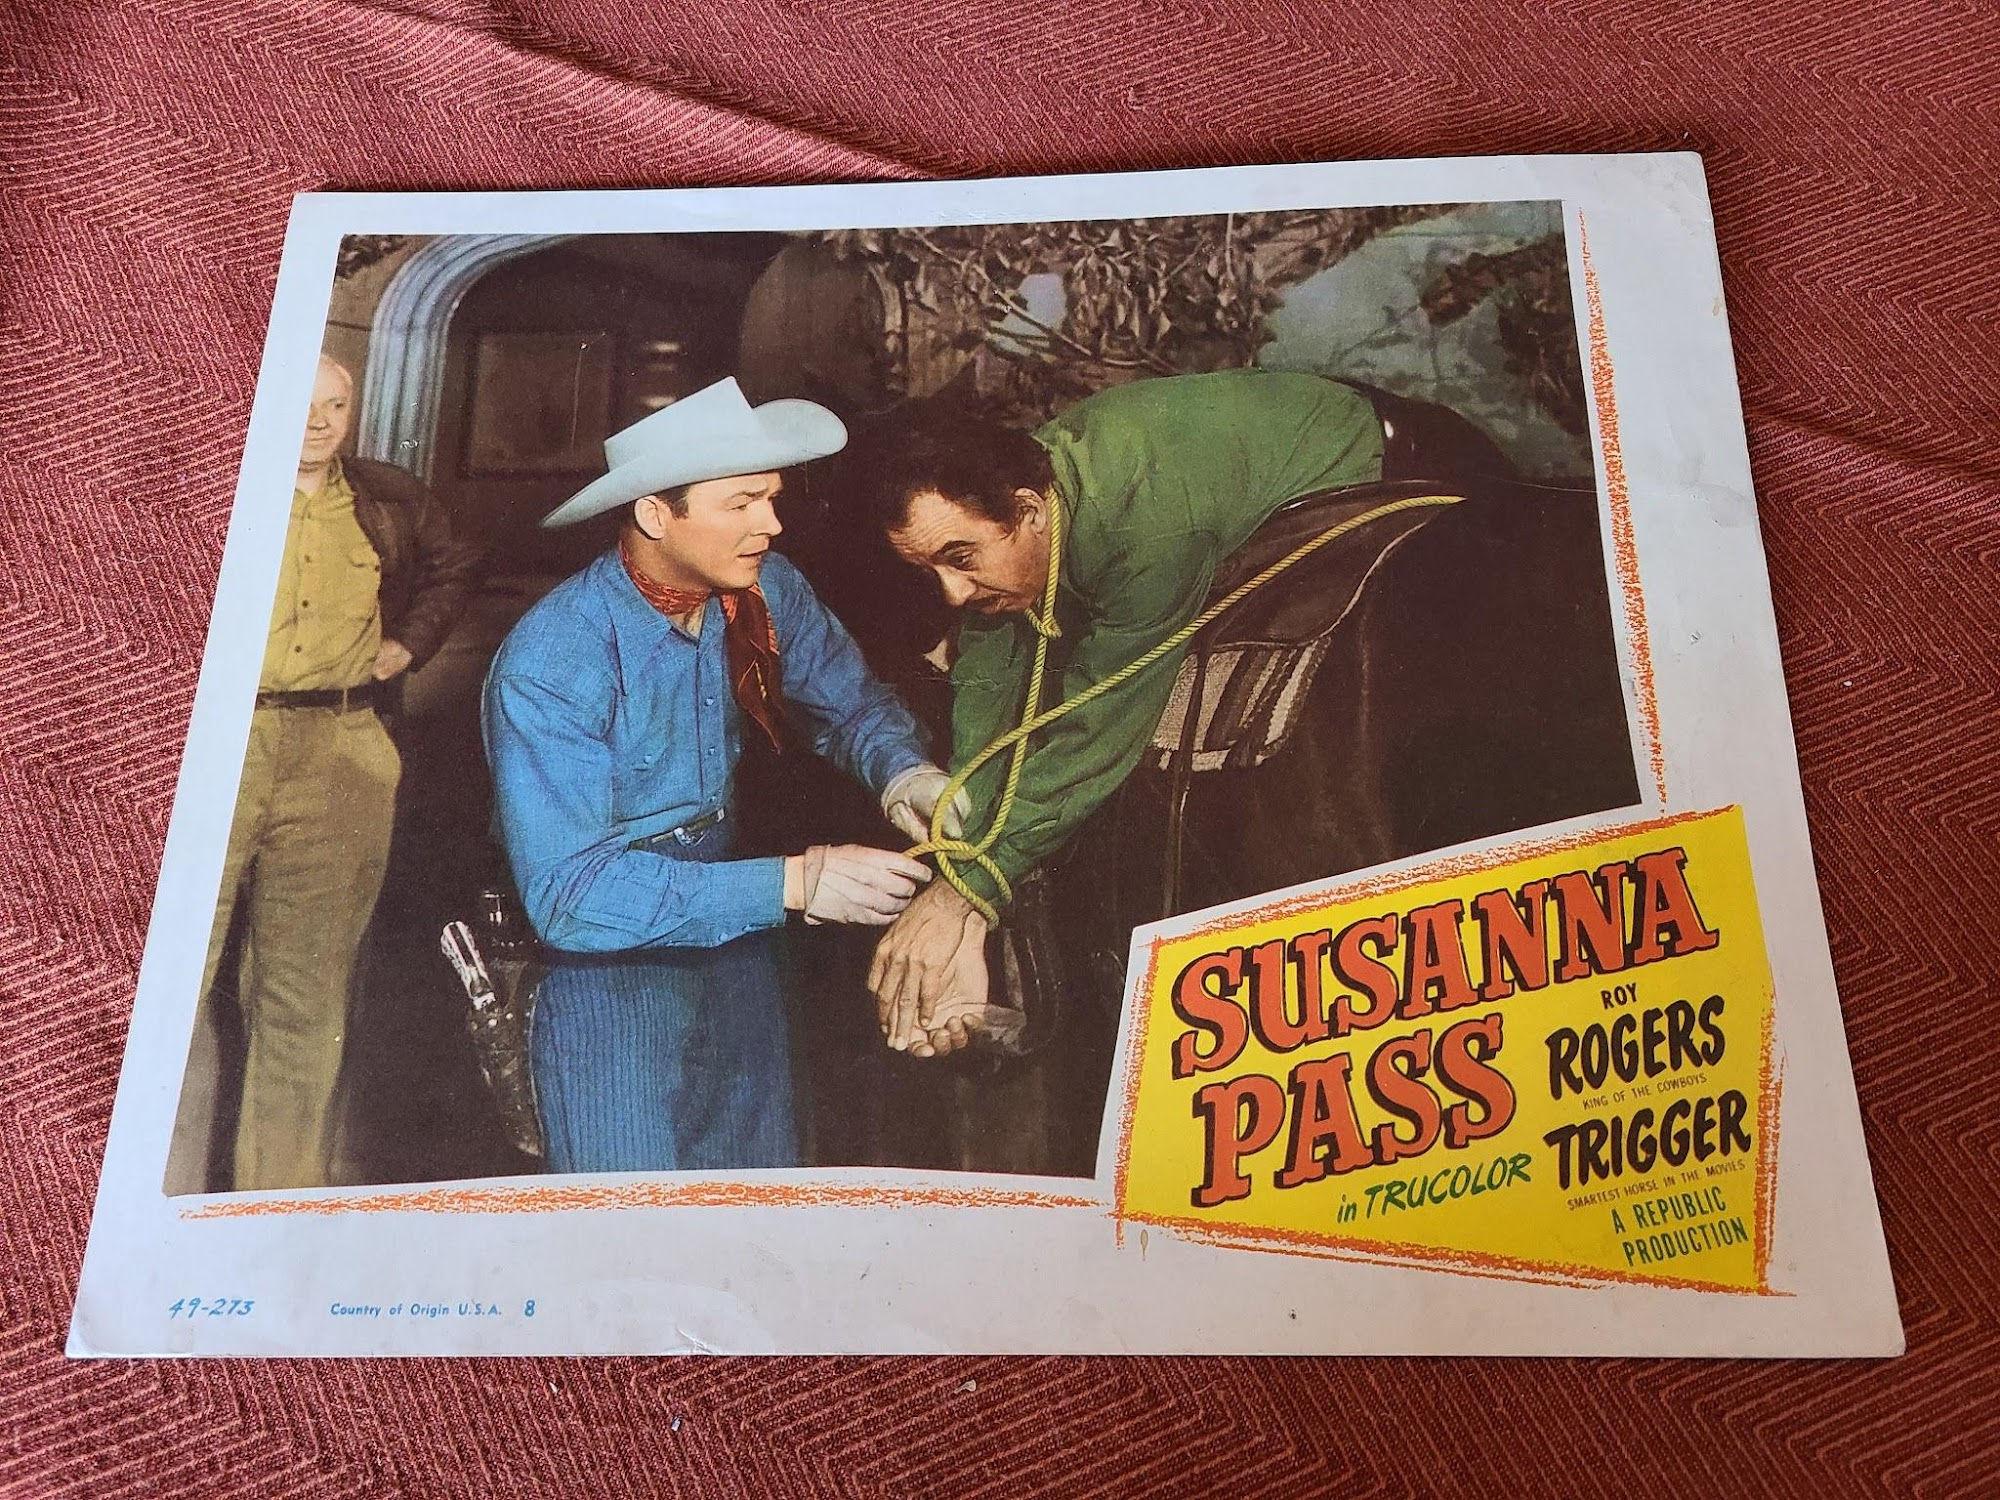 SUSANNA
PASS
in TRUCOLOR
ROY
ROGERS
KING OF THE COWBOYS
TRIGGER
SMARTEST HORSE IN THE MOVIES
A REPUBLIC
PRODUCTION
49-273
Country of Origin U.S.A. 8